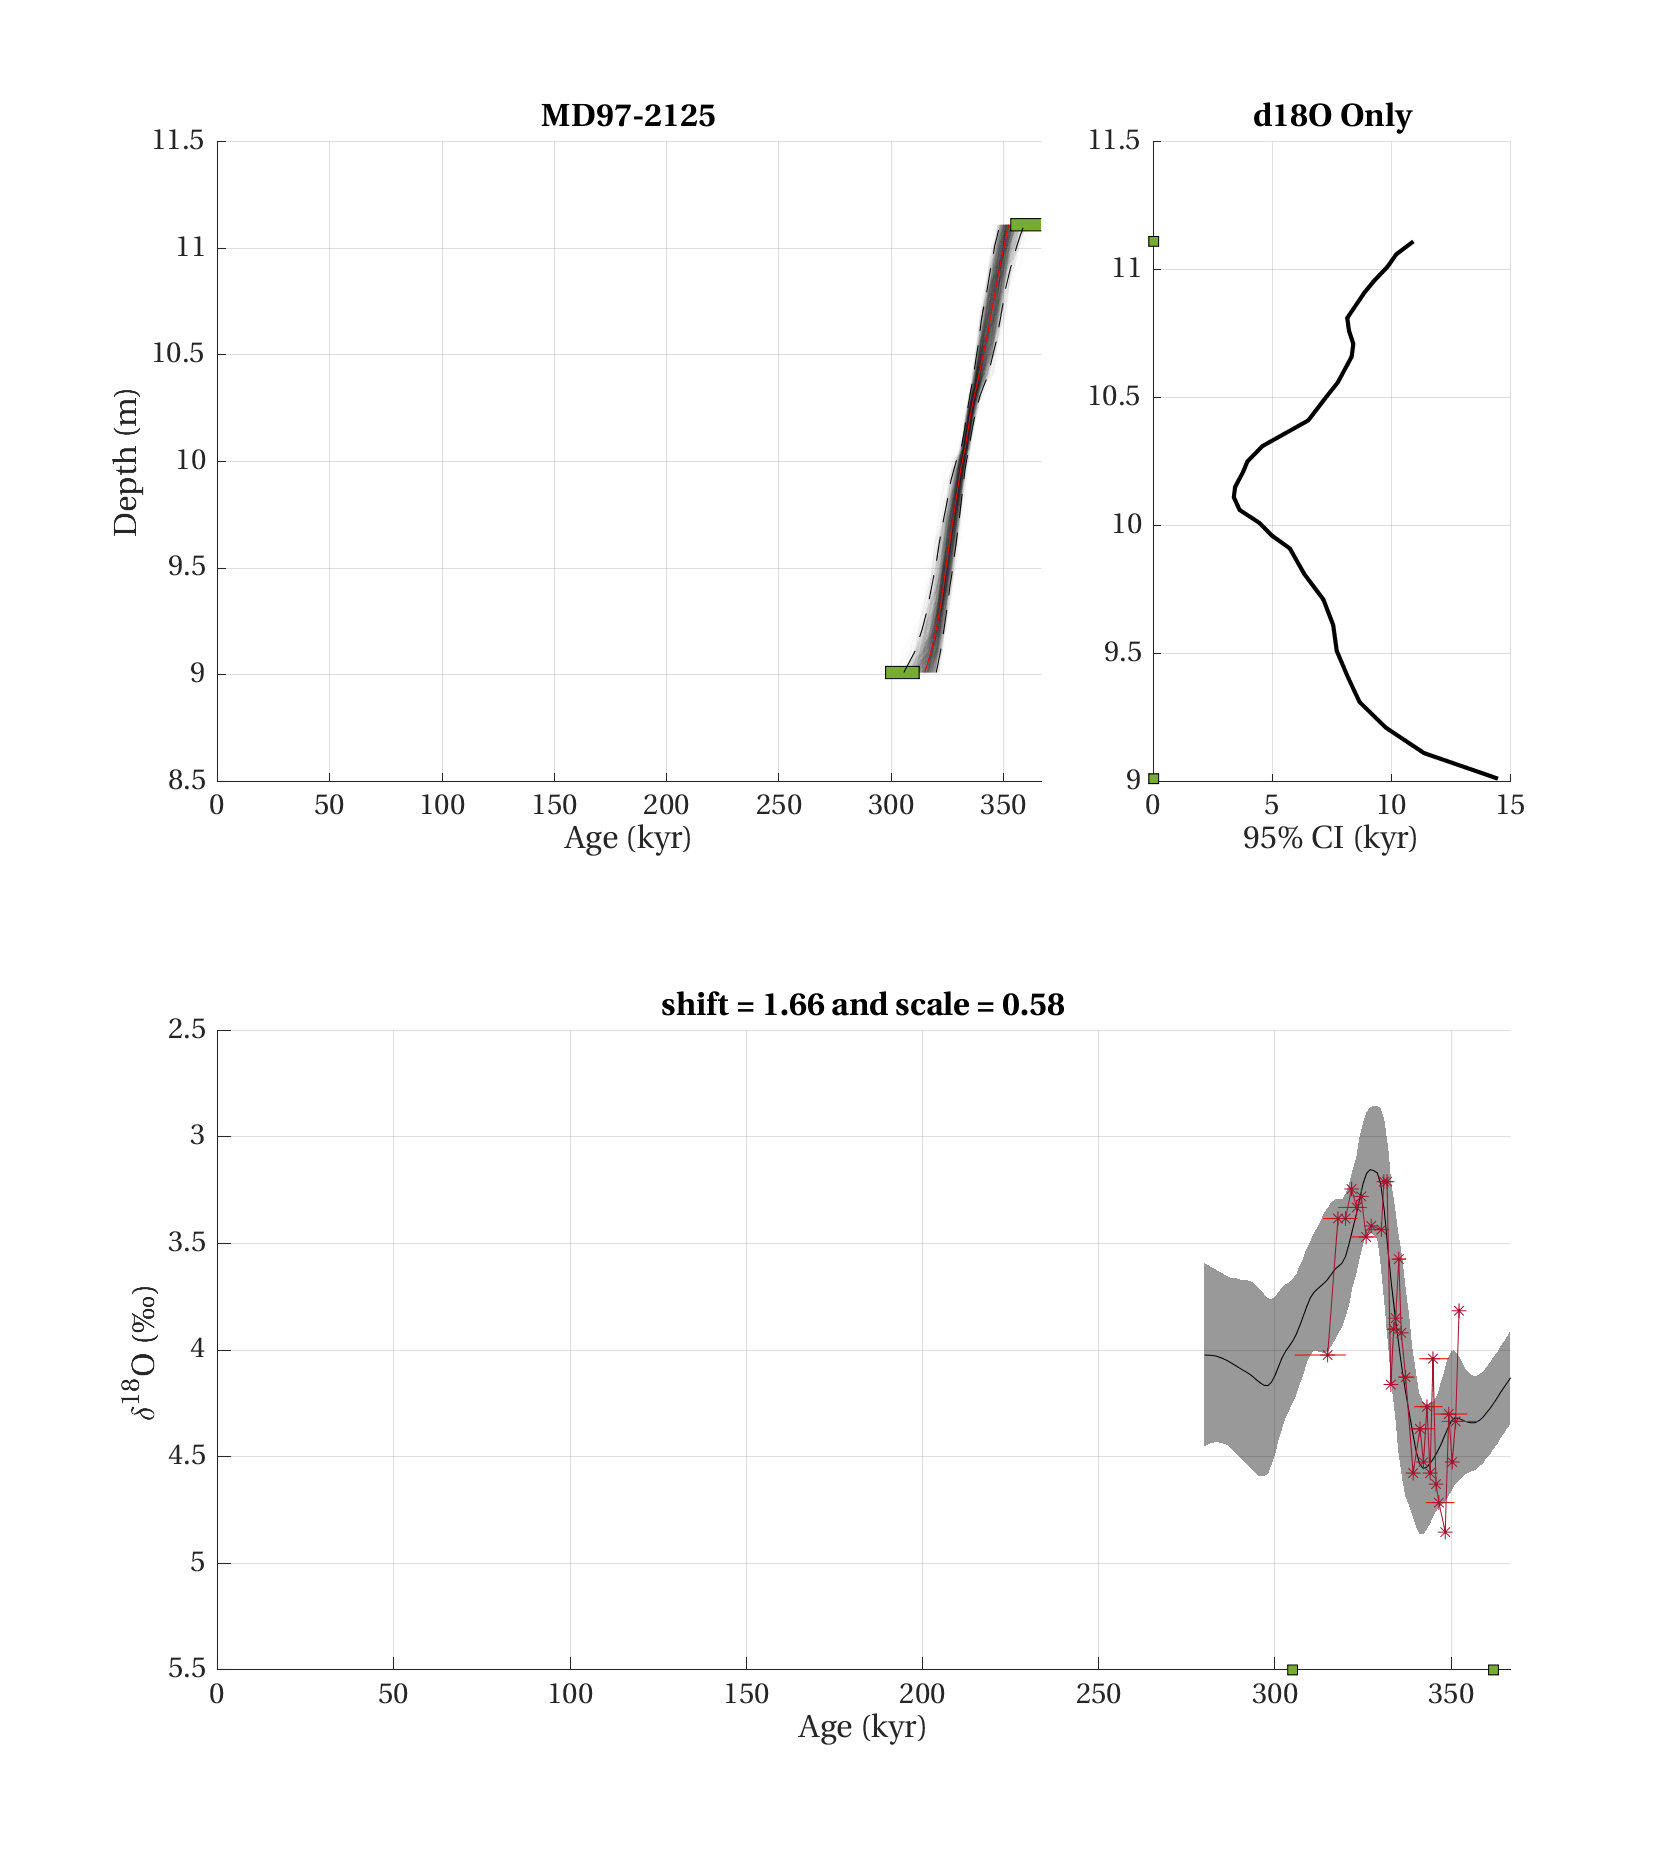 MD97-2125
11.5
11
10.5
10
9.5
9
8.5
Depth (m)
0 50 100 150 200 250 300 350
Age (kyr)
d18O Only
11.5
11
10.5
10
9.5
9
0 5 10 15
95% CI (kyr)
shift = 1.66 and scale = 0.58
2.5
3
3.5
4
4.5
5
5.5
δ¹⁸O (‰)
0 50 100 150 200 250 300 350
Age (kyr)